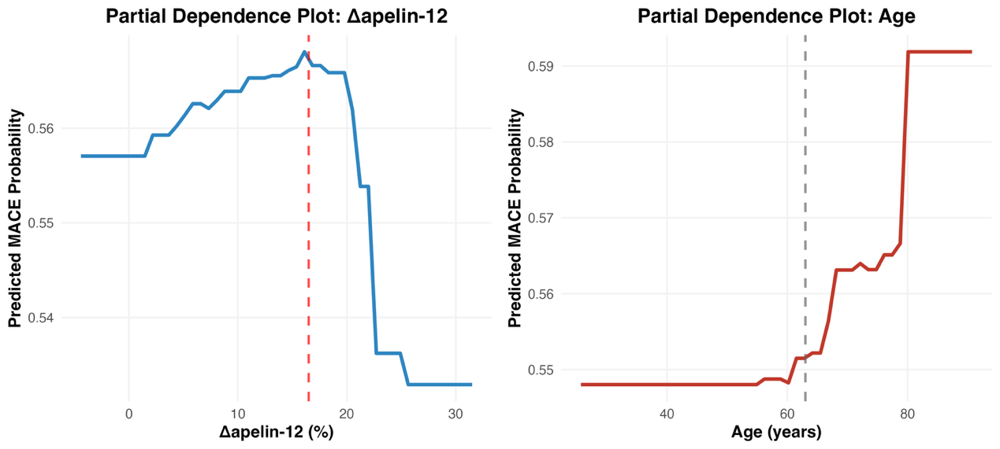 Partial Dependence Plot: Δapelin-12
Predicted MACE Probability
0.56
0.55
0.54
0
10
20
30
Δapelin-12 (%)
Partial Dependence Plot: Age
Predicted MACE Probability
0.59
0.58
0.57
0.56
0.55
40
60
80
Age (years)